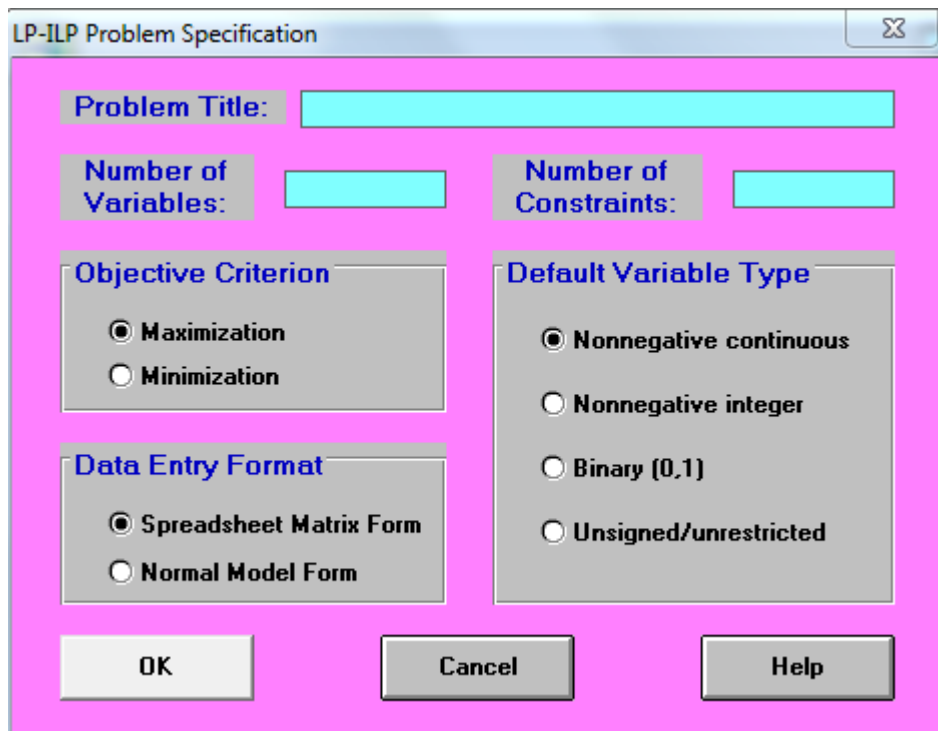 LP-ILP Problem Specification
Problem Title:
Number of
Variables:
Number of
Constraints:
Objective Criterion
Maximization
Minimization
Default Variable Type
Nonnegative continuous
Nonnegative integer
Binary (0,1)
Unsigned/unrestricted
Data Entry Format
Spreadsheet Matrix Form
Normal Model Form
OK
Cancel
Help